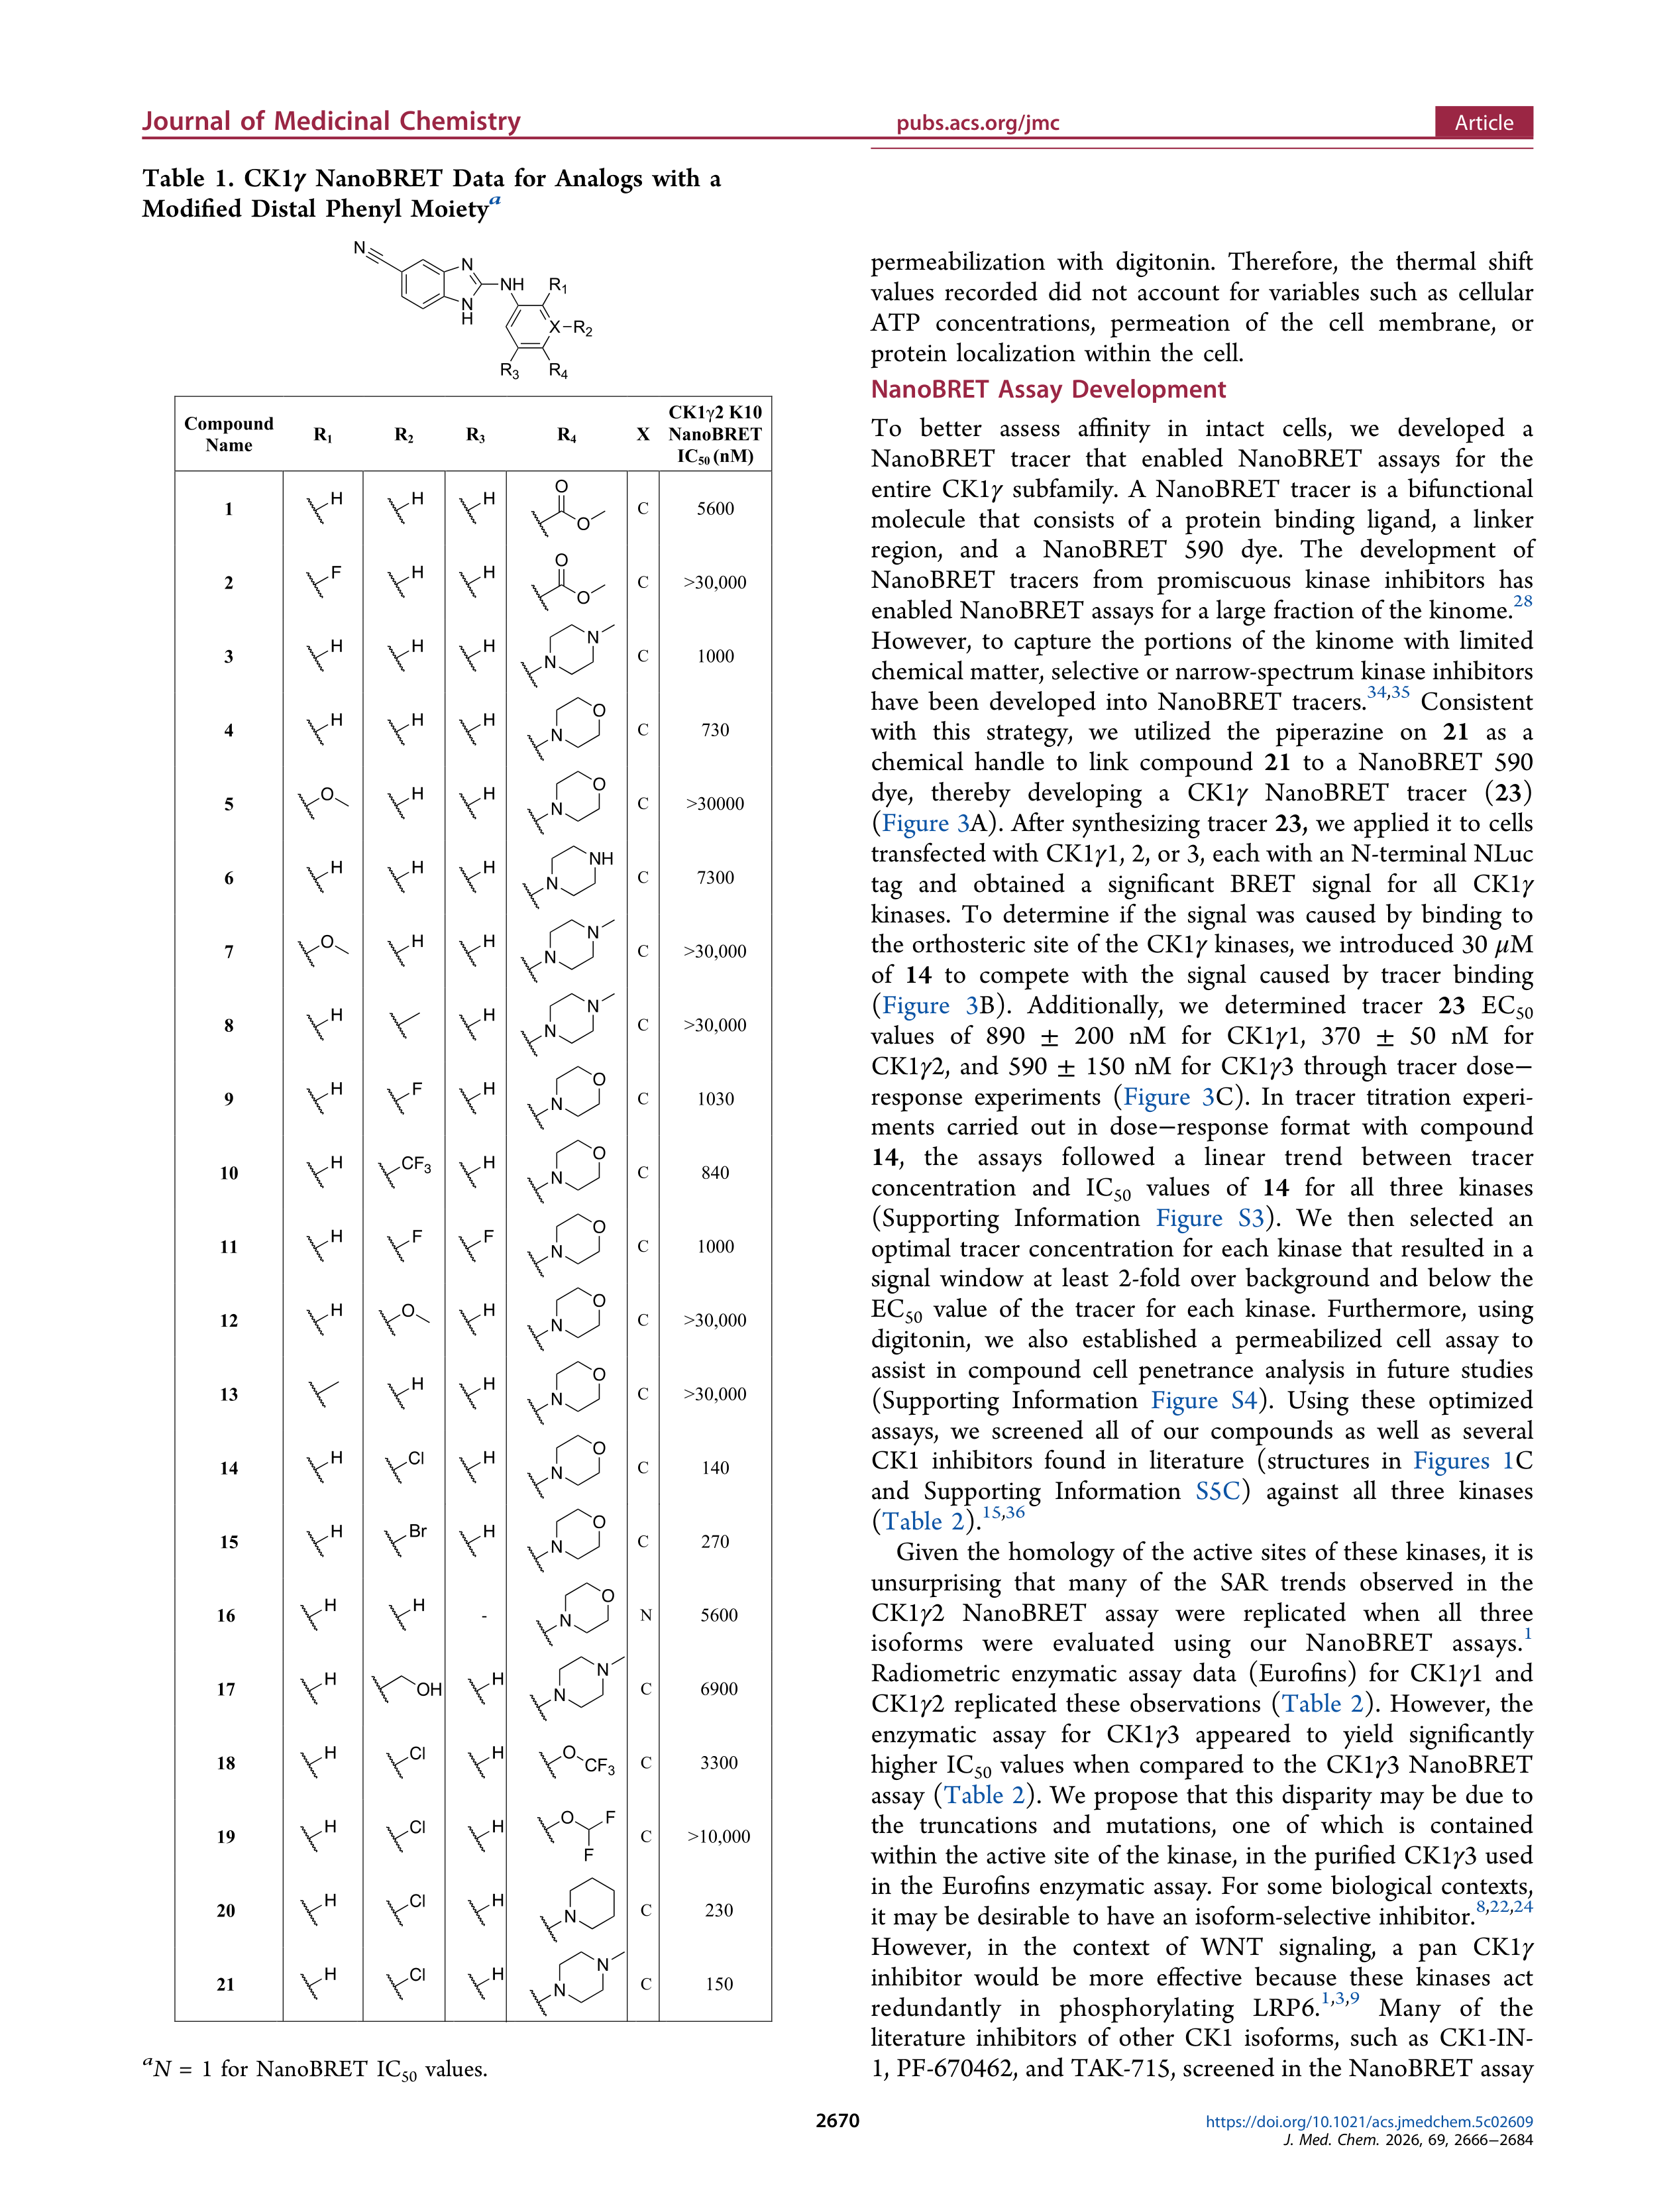 Journal of Medicinal Chemistry
pubs.acs.org/jmc
Article
Table 1. CK1γ NanoBRET Data for Analogs with a
Modified Distal Phenyl Moietyᵃ
N
N
NH
R₁
N
H
X–R₂
R₃
R₄
Compound Name R₁ R₂ R₃ R₄ X CK1γ2 K10 NanoBRET IC₅₀ (nM)
1 H H H O O C 5600
2 F H H O O C >30,000
3 H H H N N C 1000
4 H H H N O C 730
5 O H H N O C >30000
6 H H H N NH C 7300
7 O H H N N C >30,000
8 H H N N C >30,000
9 H F H N O C 1030
10 H CF₃ H N O C 840
11 H F F N O C 1000
12 H O H N O C >30,000
13 H H N O C >30,000
14 H Cl H N O C 140
15 H Br H N O C 270
16 H H - N O N 5600
17 H OH H N N C 6900
18 H Cl H O CF₃ C 3300
19 H Cl H O F F C >10,000
20 H Cl H N C 230
21 H Cl H N N C 150
ᵃN = 1 for NanoBRET IC₅₀ values.
permeabilization with digitonin. Therefore, the thermal shift
values recorded did not account for variables such as cellular
ATP concentrations, permeation of the cell membrane, or
protein localization within the cell.
NanoBRET Assay Development
To better assess affinity in intact cells, we developed a
NanoBRET tracer that enabled NanoBRET assays for the
entire CK1γ subfamily. A NanoBRET tracer is a bifunctional
molecule that consists of a protein binding ligand, a linker
region, and a NanoBRET 590 dye. The development of
NanoBRET tracers from promiscuous kinase inhibitors has
enabled NanoBRET assays for a large fraction of the kinome.²⁸
However, to capture the portions of the kinome with limited
chemical matter, selective or narrow-spectrum kinase inhibitors
have been developed into NanoBRET tracers.³⁴,³⁵ Consistent
with this strategy, we utilized the piperazine on 21 as a
chemical handle to link compound 21 to a NanoBRET 590
dye, thereby developing a CK1γ NanoBRET tracer (23)
(Figure 3A). After synthesizing tracer 23, we applied it to cells
transfected with CK1γ1, 2, or 3, each with an N-terminal NLuc
tag and obtained a significant BRET signal for all CK1γ
kinases. To determine if the signal was caused by binding to
the orthosteric site of the CK1γ kinases, we introduced 30 μM
of 14 to compete with the signal caused by tracer binding
(Figure 3B). Additionally, we determined tracer 23 EC₅₀
values of 890 ± 200 nM for CK1γ1, 370 ± 50 nM for
CK1γ2, and 590 ± 150 nM for CK1γ3 through tracer dose−
response experiments (Figure 3C). In tracer titration experi-
ments carried out in dose−response format with compound
14, the assays followed a linear trend between tracer
concentration and IC₅₀ values of 14 for all three kinases
(Supporting Information Figure S3). We then selected an
optimal tracer concentration for each kinase that resulted in a
signal window at least 2-fold over background and below the
EC₅₀ value of the tracer for each kinase. Furthermore, using
digitonin, we also established a permeabilized cell assay to
assist in compound cell penetrance analysis in future studies
(Supporting Information Figure S4). Using these optimized
assays, we screened all of our compounds as well as several
CK1 inhibitors found in literature (structures in Figures 1C
and Supporting Information S5C) against all three kinases
(Table 2).¹⁵,³⁶
Given the homology of the active sites of these kinases, it is
unsurprising that many of the SAR trends observed in the
CK1γ2 NanoBRET assay were replicated when all three
isoforms were evaluated using our NanoBRET assays.¹
Radiometric enzymatic assay data (Eurofins) for CK1γ1 and
CK1γ2 replicated these observations (Table 2). However, the
enzymatic assay for CK1γ3 appeared to yield significantly
higher IC₅₀ values when compared to the CK1γ3 NanoBRET
assay (Table 2). We propose that this disparity may be due to
the truncations and mutations, one of which is contained
within the active site of the kinase, in the purified CK1γ3 used
in the Eurofins enzymatic assay. For some biological contexts,
it may be desirable to have an isoform-selective inhibitor.⁸,²²,²⁴
However, in the context of WNT signaling, a pan CK1γ
inhibitor would be more effective because these kinases act
redundantly in phosphorylating LRP6.¹,³,⁹ Many of the
literature inhibitors of other CK1 isoforms, such as CK1-IN-
1, PF-670462, and TAK-715, screened in the NanoBRET assay
2670
https://doi.org/10.1021/acs.jmedchem.5c02609
J. Med. Chem. 2026, 69, 2666−2684